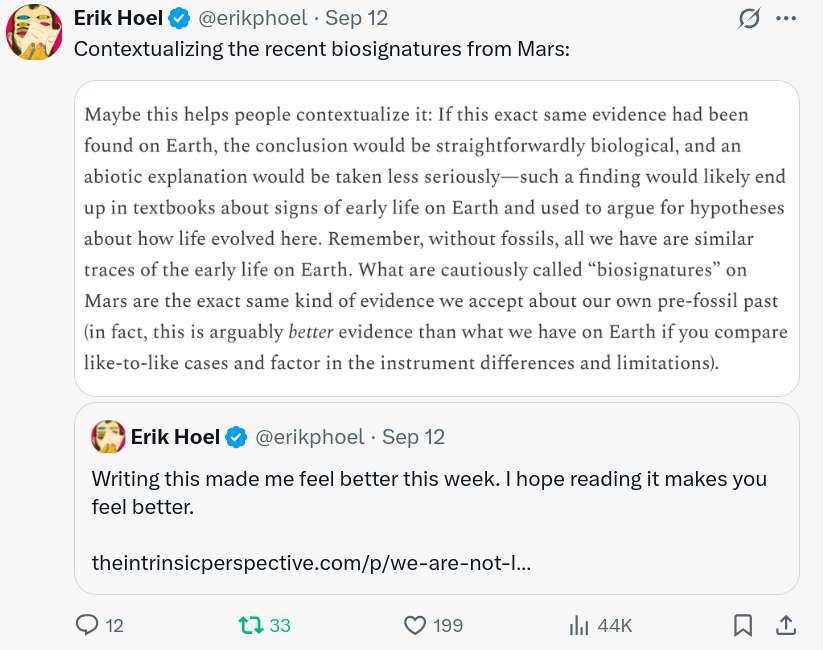 Erik Hoel @erikphoel · Sep 12
Contextualizing the recent biosignatures from Mars:
Maybe this helps people contextualize it: If this exact same evidence had been
found on Earth, the conclusion would be straightforwardly biological, and an
abiotic explanation would be taken less seriously—such a finding would likely end
up in textbooks about signs of early life on Earth and used to argue for hypotheses
about how life evolved here. Remember, without fossils, all we have are similar
traces of the early life on Earth. What are cautiously called “biosignatures” on
Mars are the exact same kind of evidence we accept about our own pre-fossil past
(in fact, this is arguably better evidence than what we have on Earth if you compare
like-to-like cases and factor in the instrument differences and limitations).
Erik Hoel @erikphoel · Sep 12
Writing this made me feel better this week. I hope reading it makes you
feel better.
theintrinsicperspective.com/p/we-are-not-l...
12 33 199 44K